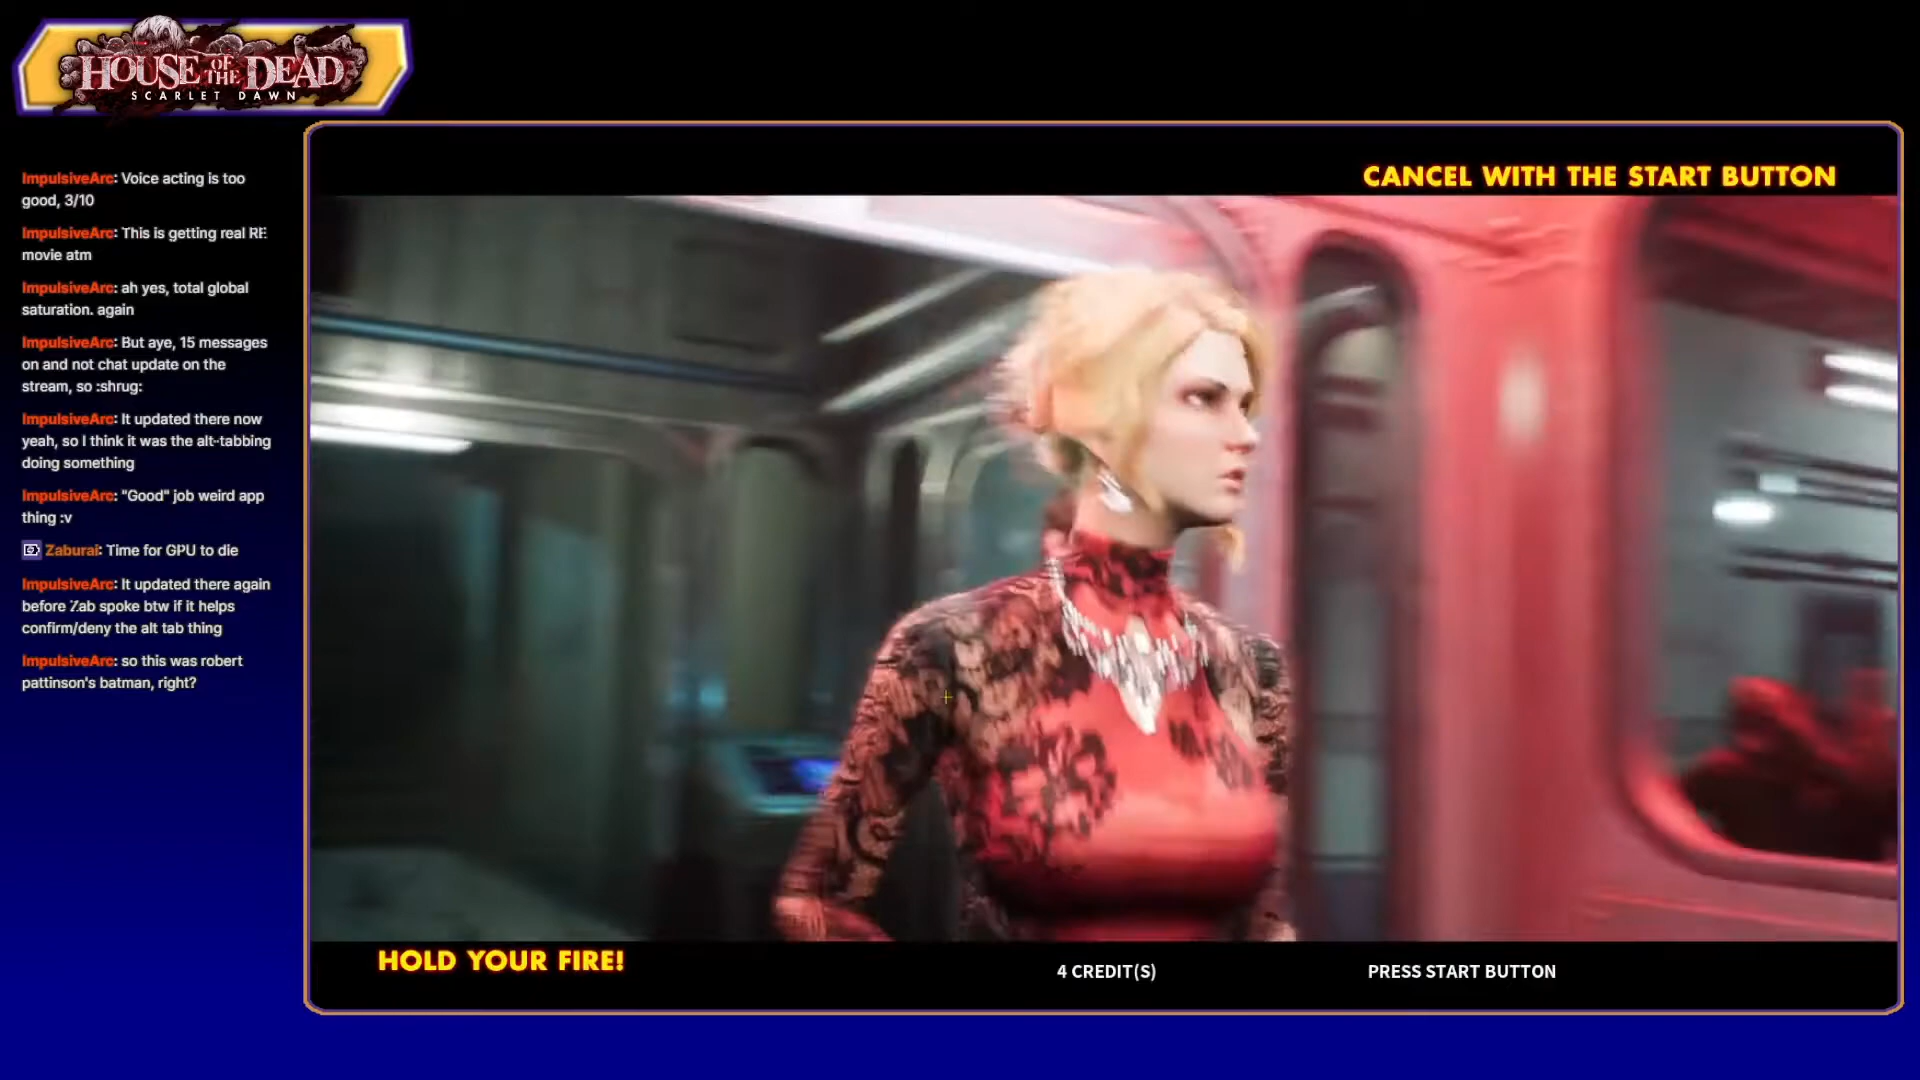 HOUSE OF THE DEAD
SCARLET DAWN
CANCEL WITH THE START BUTTON
ImpulsiveArc: Voice acting is too
good, 3/10
ImpulsiveArc: This is getting real RE
movie atm
ImpulsiveArc: ah yes, total global
saturation. again
ImpulsiveArc: But aye, 15 messages
on and not chat update on the
stream, so :shrug:
ImpulsiveArc: It updated there now
yeah, so I think it was the alt-tabbing
doing something
ImpulsiveArc: "Good" job weird app
thing :v
Zaburai: Time for GPU to die
ImpulsiveArc: It updated there again
before Zab spoke btw if it helps
confirm/deny the alt tab thing
ImpulsiveArc: so this was robert
pattinson's batman, right?
HOLD YOUR FIRE!
4 CREDIT(S)
PRESS START BUTTON